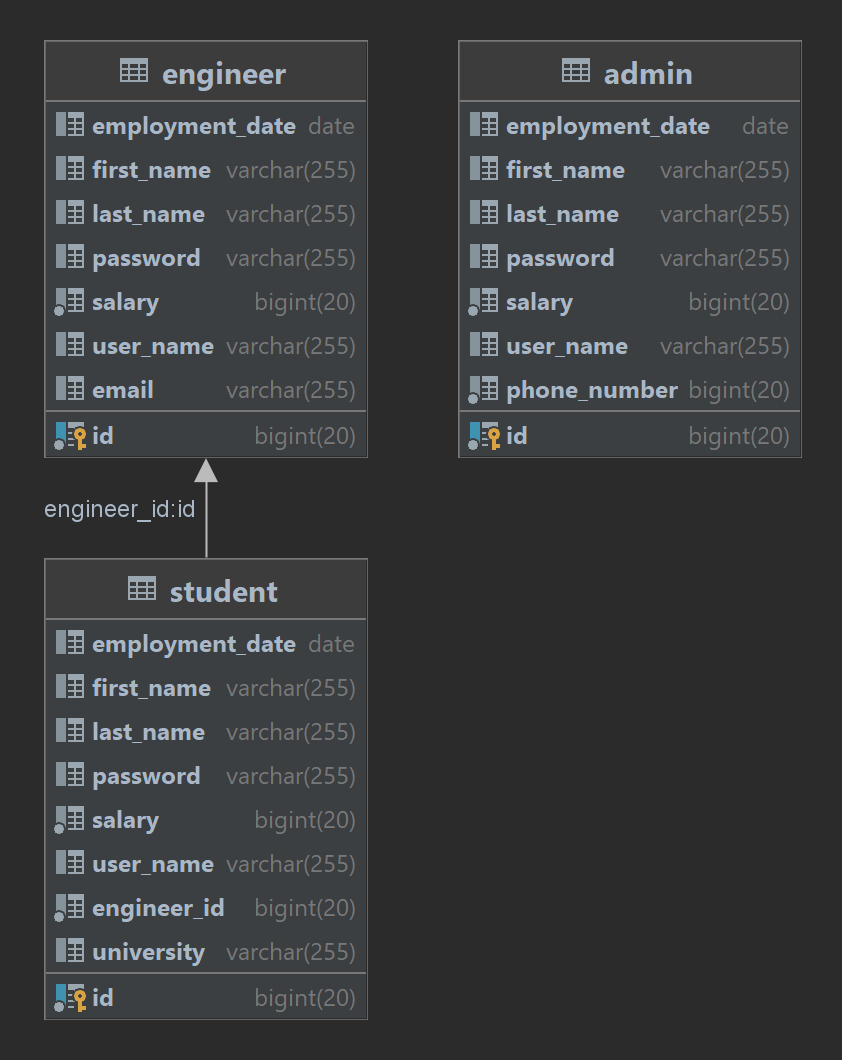 engineer
employment_date date
first_name varchar(255)
last_name varchar(255)
password varchar(255)
salary bigint(20)
user_name varchar(255)
email varchar(255)
id bigint(20)
admin
employment_date date
first_name varchar(255)
last_name varchar(255)
password varchar(255)
salary bigint(20)
user_name varchar(255)
phone_number bigint(20)
id bigint(20)
engineer_id:id
student
employment_date date
first_name varchar(255)
last_name varchar(255)
password varchar(255)
salary bigint(20)
user_name varchar(255)
engineer_id bigint(20)
university varchar(255)
id bigint(20)